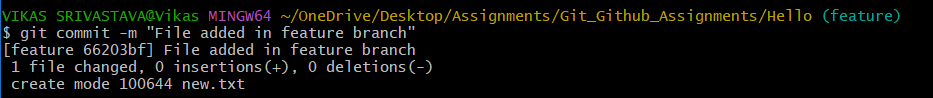 VIKAS SRIVASTAVA@Vikas MINGW64 ~/OneDrive/Desktop/Assignments/Git_Github_Assignments/Hello (feature)
$ git commit -m "File added in feature branch"
[feature 66203bf] File added in feature branch
 1 file changed, 0 insertions(+), 0 deletions(-)
 create mode 100644 new.txt